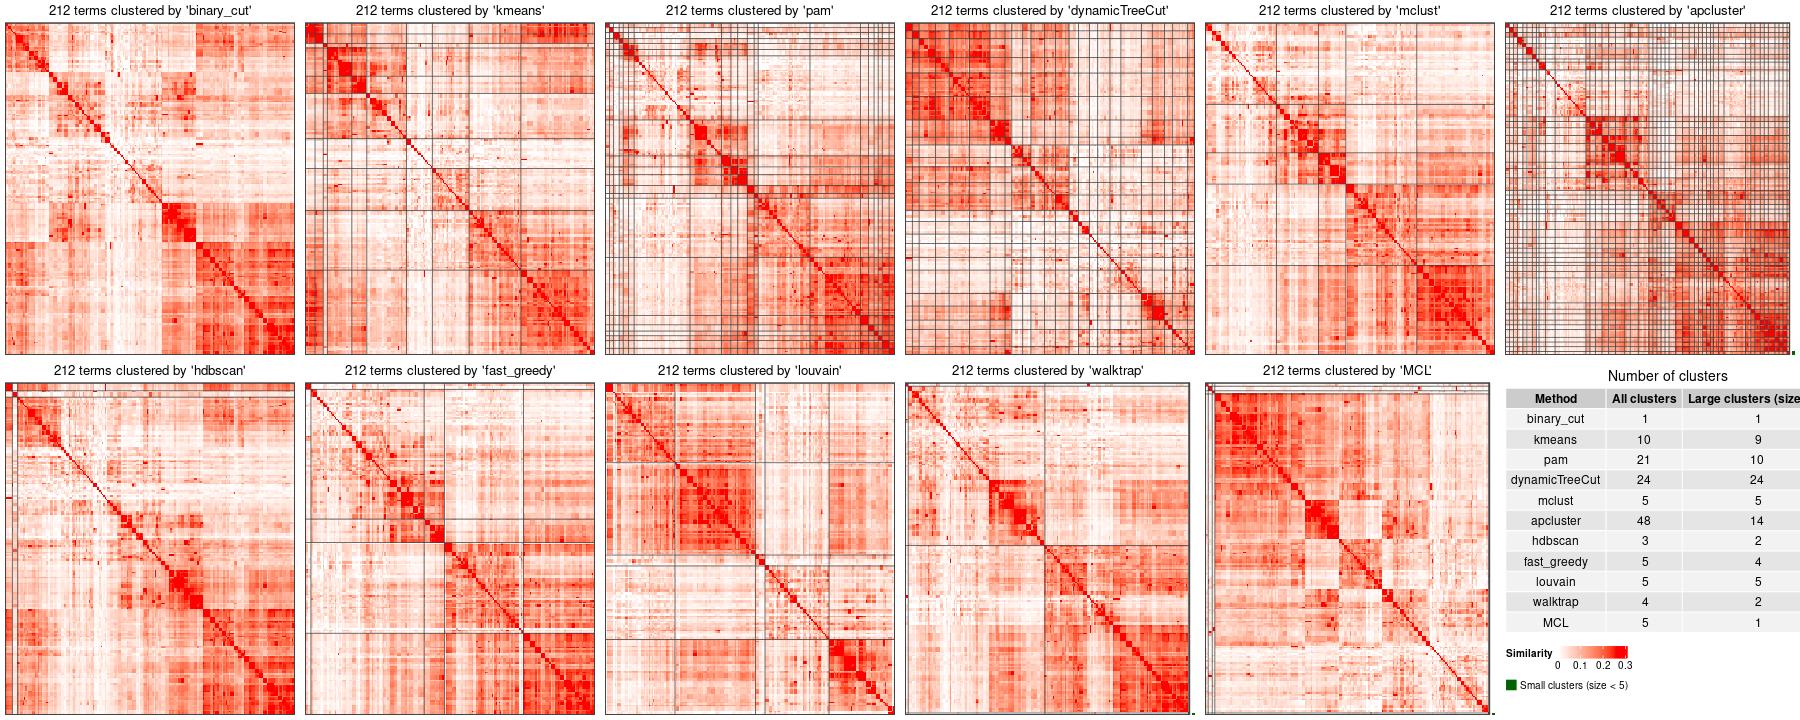 212 terms clustered by 'binary_cut'
212 terms clustered by 'kmeans'
212 terms clustered by 'pam'
212 terms clustered by 'dynamicTreeCut'
212 terms clustered by 'mclust'
212 terms clustered by 'apcluster'
212 terms clustered by 'hdbscan'
212 terms clustered by 'fast_greedy'
212 terms clustered by 'louvain'
212 terms clustered by 'walktrap'
212 terms clustered by 'MCL'
Number of clusters
Method All clusters Large clusters (size
binary_cut 1 1
kmeans 10 9
pam 21 10
dynamicTreeCut 24 24
mclust 5 5
apcluster 48 14
hdbscan 3 2
fast_greedy 5 4
louvain 5 5
walktrap 4 2
MCL 5 1
Similarity
0 0.1 0.2 0.3
Small clusters (size < 5)